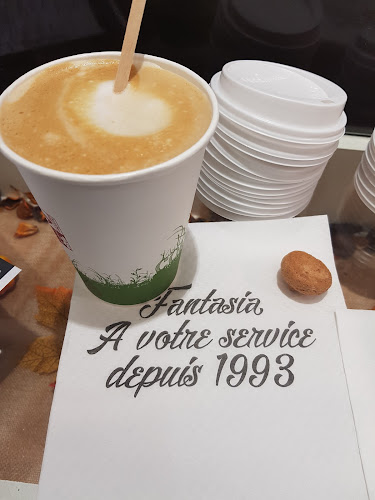 Fantasia
A votre service
depuis 1993